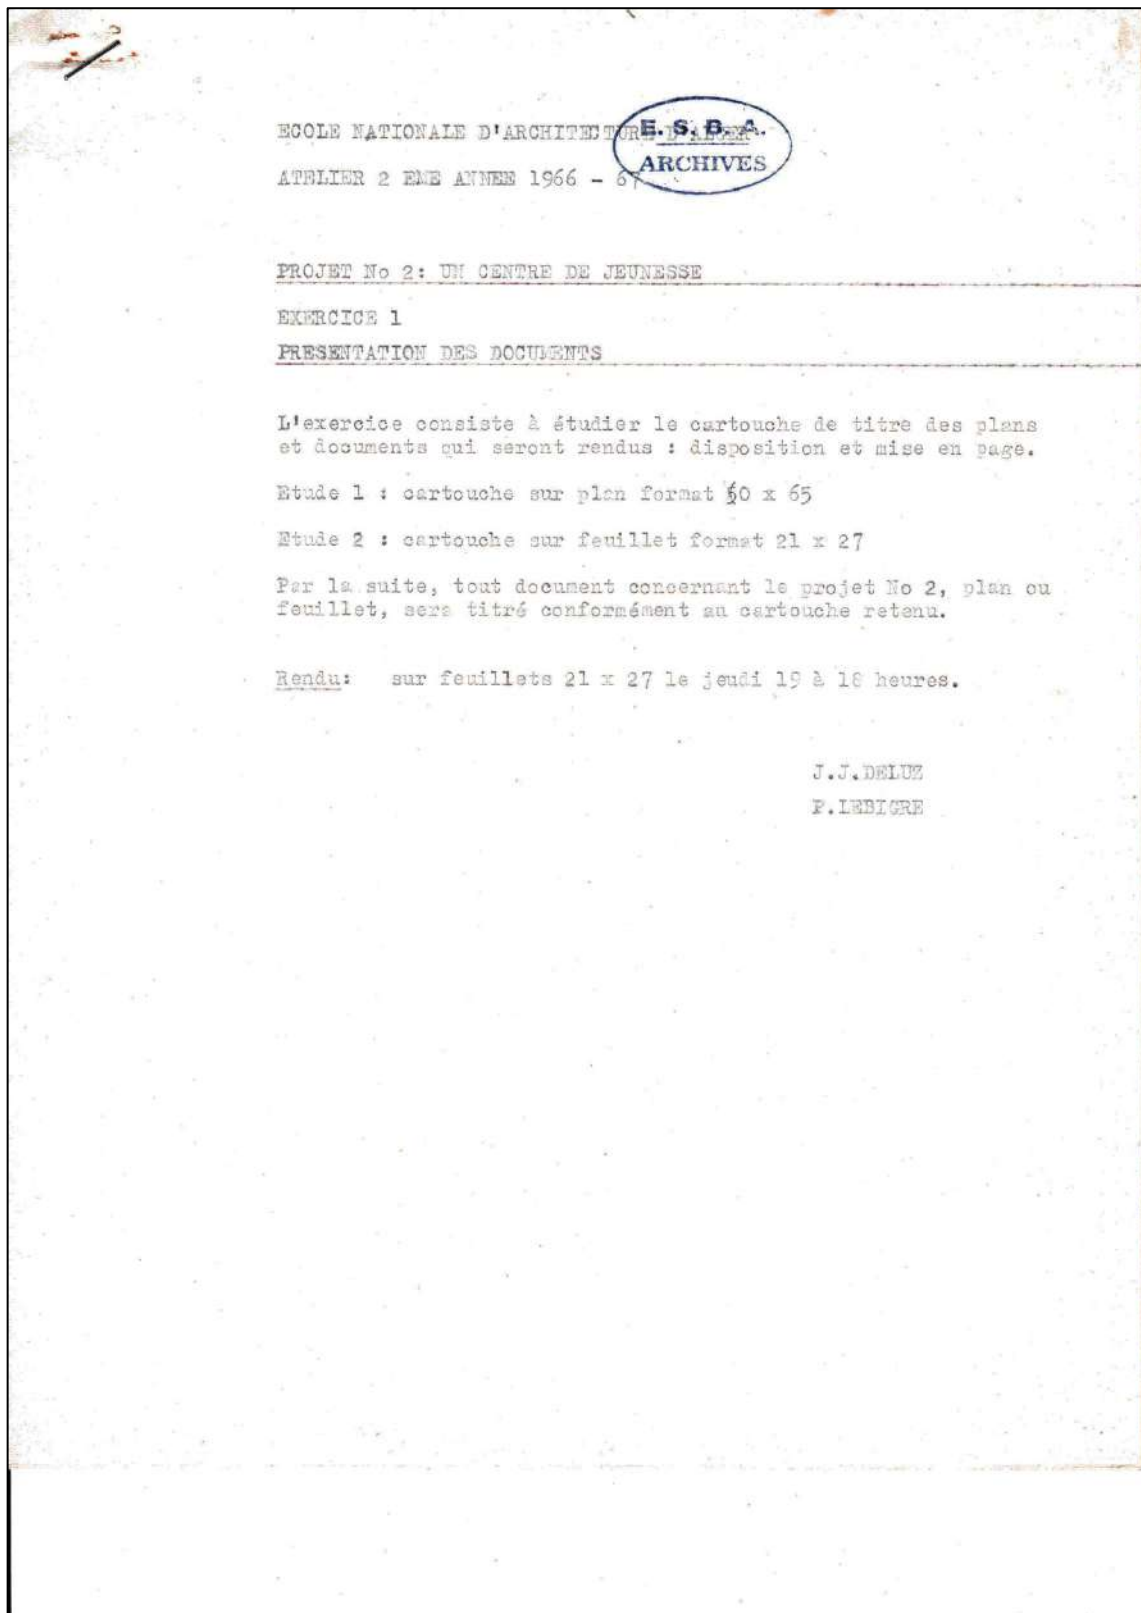 ECOLE NATIONALE D'ARCHITECTURE D'ALGER
E. S. B. A.
ARCHIVES
ATELIER 2 EME ANNEE 1966 - 67
PROJET No 2: UN CENTRE DE JEUNESSE
EXERCICE 1
PRESENTATION DES DOCUMENTS
L'exercice consiste à étudier le cartouche de titre des plans
et documents qui seront rendus : disposition et mise en page.
Etude 1 : cartouche sur plan format 50 x 65
Etude 2 : cartouche sur feuillet format 21 x 27
Par la suite, tout document concernant le projet No 2, plan ou
feuillet, sera titré conformément au cartouche retenu.
Rendu: sur feuillets 21 x 27 le jeudi 19 à 18 heures.
J.J.DELUZ
P.LEBIGRE